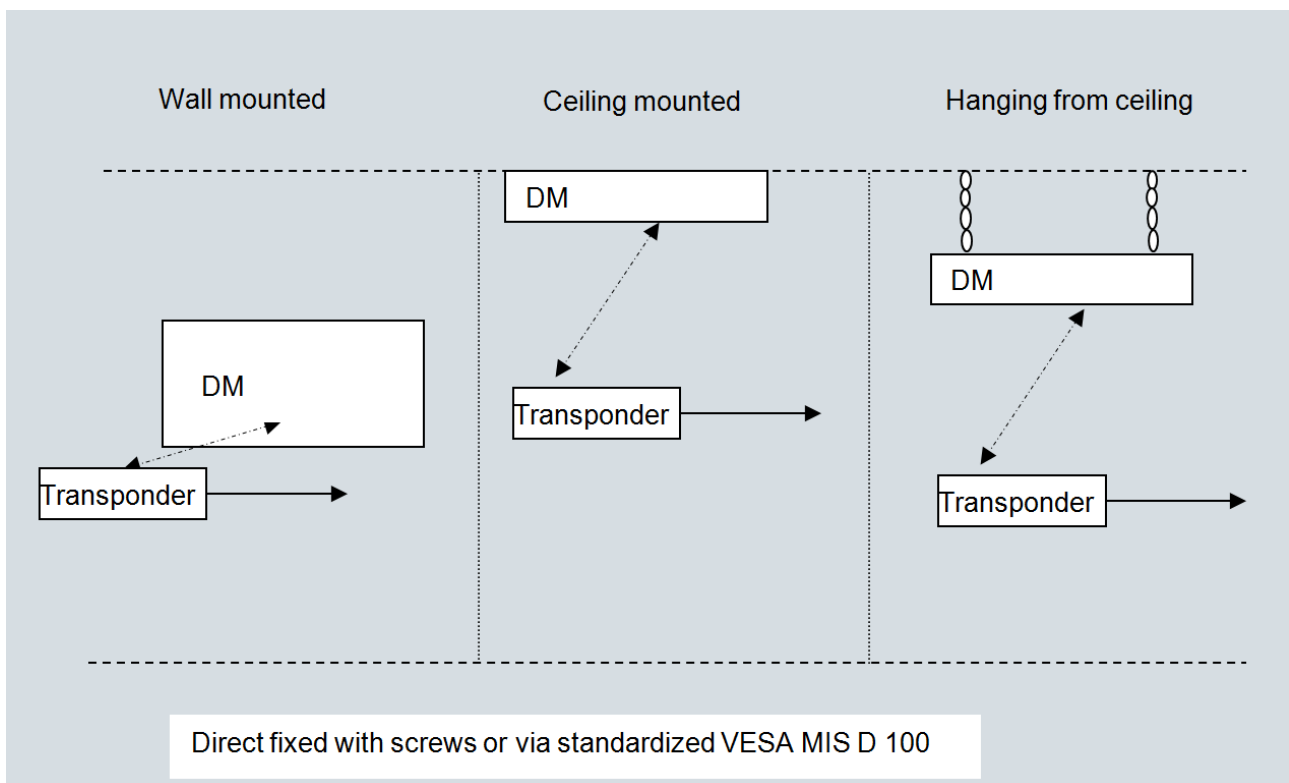 Wall mounted
Ceiling mounted
Hanging from ceiling
DM
DM
DM
Transponder
Transponder
Transponder
Direct fixed with screws or via standardized VESA MIS D 100